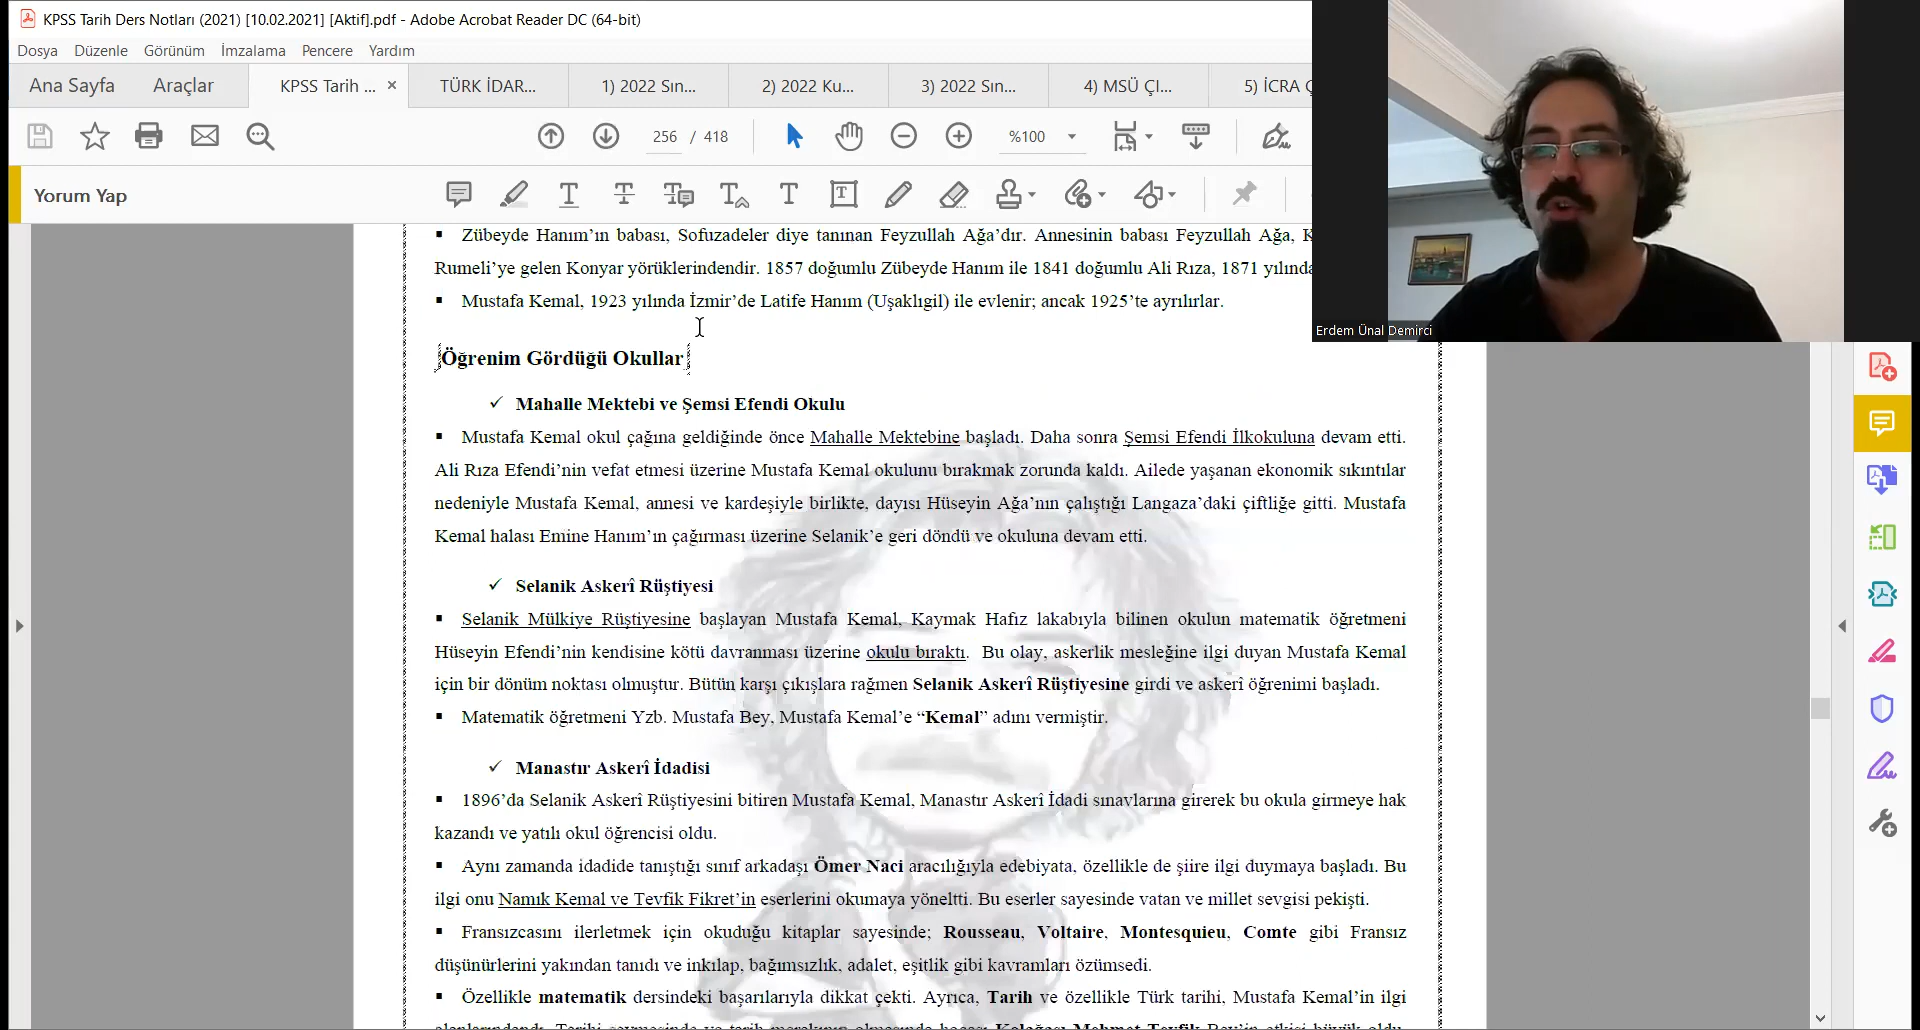 KPSS Tarih Ders Notları (2021) [10.02.2021] [Aktif].pdf - Adobe Acrobat Reader DC (64-bit)
Dosya Düzenle Görünüm İmzalama Pencere Yardım
Ana Sayfa Araçlar KPSS Tarih ... × TÜRK İDAR... 1) 2022 Sın... 2) 2022 Ku... 3) 2022 Sın... 4) MSÜ ÇI... 5) İCRA Ç
256 / 418 %100
Yorum Yap
▪ Zübeyde Hanım’ın babası, Sofuzadeler diye tanınan Feyzullah Ağa’dır. Annesinin babası Feyzullah Ağa, K
Rumeli’ye gelen Konyar yörüklerindendir. 1857 doğumlu Zübeyde Hanım ile 1841 doğumlu Ali Rıza, 1871 yılında
▪ Mustafa Kemal, 1923 yılında İzmir’de Latife Hanım (Uşaklıgil) ile evlenir; ancak 1925’te ayrılırlar.
Erdem Ünal Demirci
Öğrenim Gördüğü Okullar
✓ Mahalle Mektebi ve Şemsi Efendi Okulu
▪ Mustafa Kemal okul çağına geldiğinde önce Mahalle Mektebine başladı. Daha sonra Şemsi Efendi İlkokuluna devam etti.
Ali Rıza Efendi’nin vefat etmesi üzerine Mustafa Kemal okulunu bırakmak zorunda kaldı. Ailede yaşanan ekonomik sıkıntılar
nedeniyle Mustafa Kemal, annesi ve kardeşiyle birlikte, dayısı Hüseyin Ağa’nın çalıştığı Langaza’daki çiftliğe gitti. Mustafa
Kemal halası Emine Hanım’ın çağırması üzerine Selanik’e geri döndü ve okuluna devam etti.
✓ Selanik Askerî Rüştiyesi
▪ Selanik Mülkiye Rüştiyesine başlayan Mustafa Kemal, Kaymak Hafız lakabıyla bilinen okulun matematik öğretmeni
Hüseyin Efendi’nin kendisine kötü davranması üzerine okulu bıraktı. Bu olay, askerlik mesleğine ilgi duyan Mustafa Kemal
için bir dönüm noktası olmuştur. Bütün karşı çıkışlara rağmen Selanik Askerî Rüştiyesine girdi ve askerî öğrenimi başladı.
▪ Matematik öğretmeni Yzb. Mustafa Bey, Mustafa Kemal’e “Kemal” adını vermiştir.
✓ Manastır Askerî İdadisi
▪ 1896’da Selanik Askerî Rüştiyesini bitiren Mustafa Kemal, Manastır Askerî İdadi sınavlarına girerek bu okula girmeye hak
kazandı ve yatılı okul öğrencisi oldu.
▪ Aynı zamanda idadide tanıştığı sınıf arkadaşı Ömer Naci aracılığıyla edebiyata, özellikle de şiire ilgi duymaya başladı. Bu
ilgi onu Namık Kemal ve Tevfik Fikret’in eserlerini okumaya yöneltti. Bu eserler sayesinde vatan ve millet sevgisi pekişti.
▪ Fransızcasını ilerletmek için okuduğu kitaplar sayesinde; Rousseau, Voltaire, Montesquieu, Comte gibi Fransız
düşünürlerini yakından tanıdı ve inkılap, bağımsızlık, adalet, eşitlik gibi kavramları özümsedi.
▪ Özellikle matematik dersindeki başarılarıyla dikkat çekti. Ayrıca, Tarih ve özellikle Türk tarihi, Mustafa Kemal’in ilgi
alanlarındandı. Tarihi sevmesinde ve tarih merakının olmasında hocası Kolağası Mehmet Tevfik Bey’in etkisi büyük oldu.